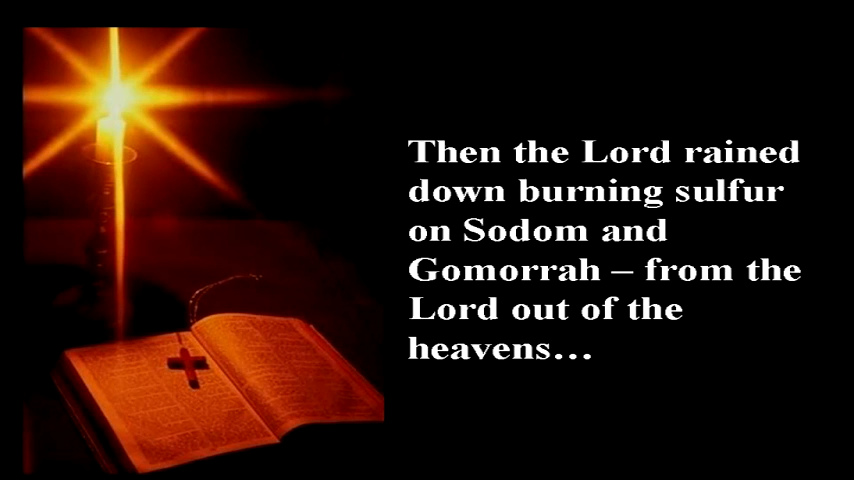 Then the Lord rained
down burning sulfur
on Sodom and
Gomorrah – from the
Lord out of the
heavens…